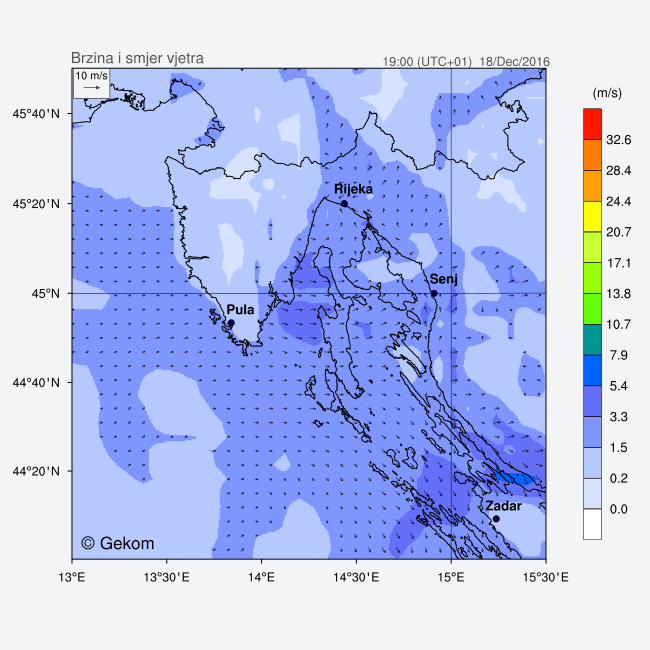 Brzina i smjer vjetra
19:00 (UTC+01) 18/Dec/2016
10 m/s
(m/s)
45°40'N
45°20'N
45°N
44°40'N
44°20'N
32.6
28.4
24.4
20.7
17.1
13.8
10.7
7.9
5.4
3.3
1.5
0.2
0.0
Rijeka
Senj
Pula
Zadar
© Gekom
13°E
13°30'E
14°E
14°30'E
15°E
15°30'E